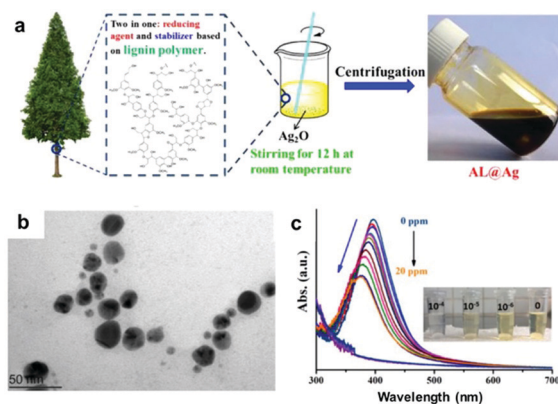 a
Two in one: reducing
agent and stabilizer based
on lignin polymer.
Ag₂O
Stirring for 12 h at
room temperature
Centrifugation
AL@Ag
b
50 nm
c
Abs. (a.u.)
0 ppm
20 ppm
10⁻⁴ 10⁻⁵ 10⁻⁶ 0
300 400 500 600 700
Wavelength (nm)